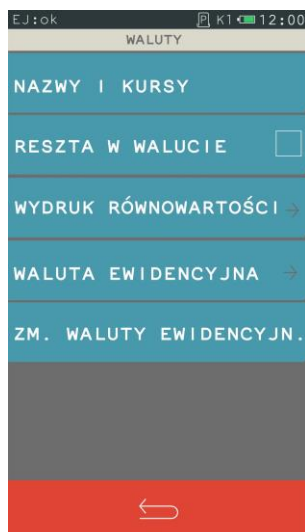 EJ:ok P K1 12:00
WALUTY
NAZWY I KURSY
RESZTA W WALUCIE
WYDRUK RÓWNOWARTOŚCI
WALUTA EWIDENCYJNA
ZM. WALUTY EWIDENCYJN.